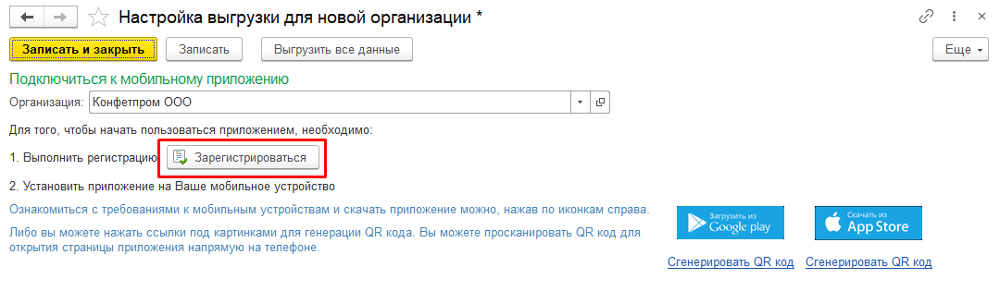 Настройка выгрузки для новой организации *
Записать и закрыть
Записать
Выгрузить все данные
Еще
Подключиться к мобильному приложению
Организация: Конфетпром ООО
Для того, чтобы начать пользоваться приложением, необходимо:
1. Выполнить регистрацию Зарегистрироваться
2. Установить приложение на Ваше мобильное устройство
Ознакомиться с требованиями к мобильным устройствам и скачать приложение можно, нажав по иконкам справа.
Либо вы можете нажать ссылки под картинками для генерации QR кода. Вы можете просканировать QR код для
открытия страницы приложения напрямую на телефоне.
Загрузить из
Google play
Сгенерировать QR код
Скачать из
App Store
Сгенерировать QR код